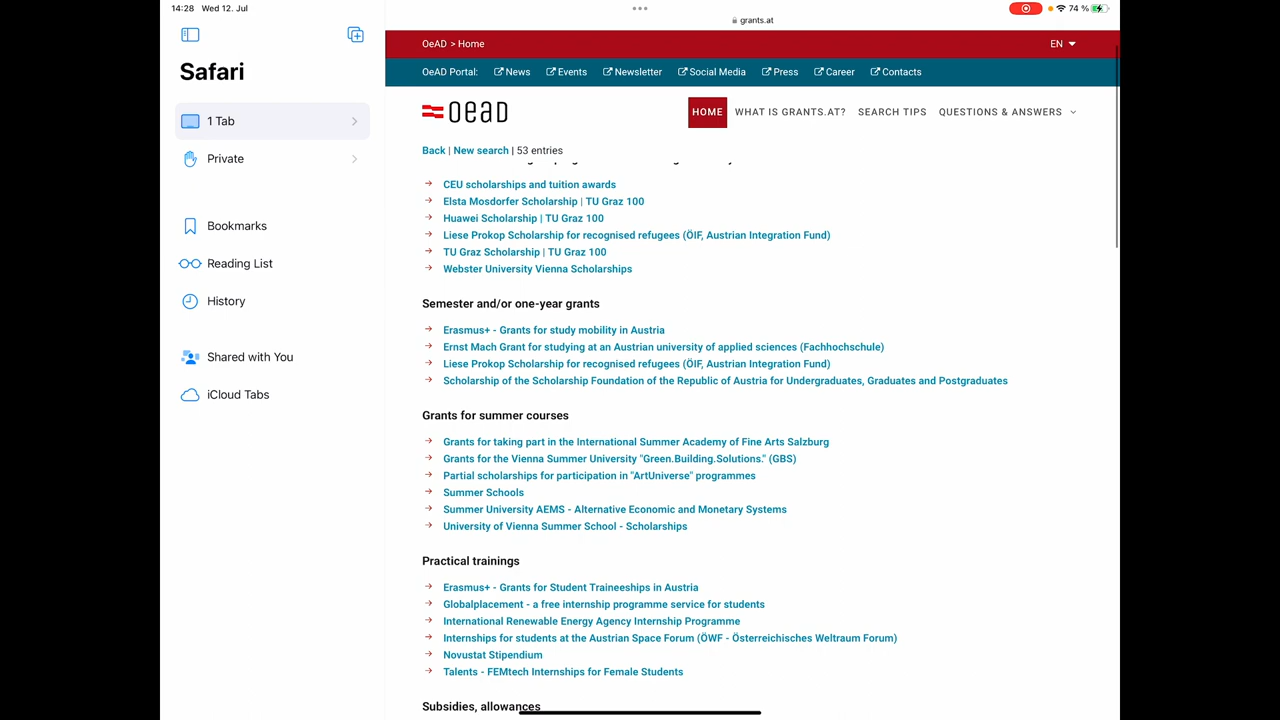 14:28 Wed 12. Jul
74 %
grants.at
Safari
1 Tab
Private
Bookmarks
Reading List
History
Shared with You
iCloud Tabs
OeAD > Home
EN
OeAD Portal: News Events Newsletter Social Media Press Career Contacts
oead
HOME WHAT IS GRANTS.AT? SEARCH TIPS QUESTIONS & ANSWERS
Back | New search | 53 entries
CEU scholarships and tuition awards
Elsta Mosdorfer Scholarship | TU Graz 100
Huawei Scholarship | TU Graz 100
Liese Prokop Scholarship for recognised refugees (ÖIF, Austrian Integration Fund)
TU Graz Scholarship | TU Graz 100
Webster University Vienna Scholarships
Semester and/or one-year grants
Erasmus+ - Grants for study mobility in Austria
Ernst Mach Grant for studying at an Austrian university of applied sciences (Fachhochschule)
Liese Prokop Scholarship for recognised refugees (ÖIF, Austrian Integration Fund)
Scholarship of the Scholarship Foundation of the Republic of Austria for Undergraduates, Graduates and Postgraduates
Grants for summer courses
Grants for taking part in the International Summer Academy of Fine Arts Salzburg
Grants for the Vienna Summer University "Green.Building.Solutions." (GBS)
Partial scholarships for participation in "ArtUniverse" programmes
Summer Schools
Summer University AEMS - Alternative Economic and Monetary Systems
University of Vienna Summer School - Scholarships
Practical trainings
Erasmus+ - Grants for Student Traineeships in Austria
Globalplacement - a free internship programme service for students
International Renewable Energy Agency Internship Programme
Internships for students at the Austrian Space Forum (ÖWF - Österreichisches Weltraum Forum)
Novustat Stipendium
Talents - FEMtech Internships for Female Students
Subsidies, allowances